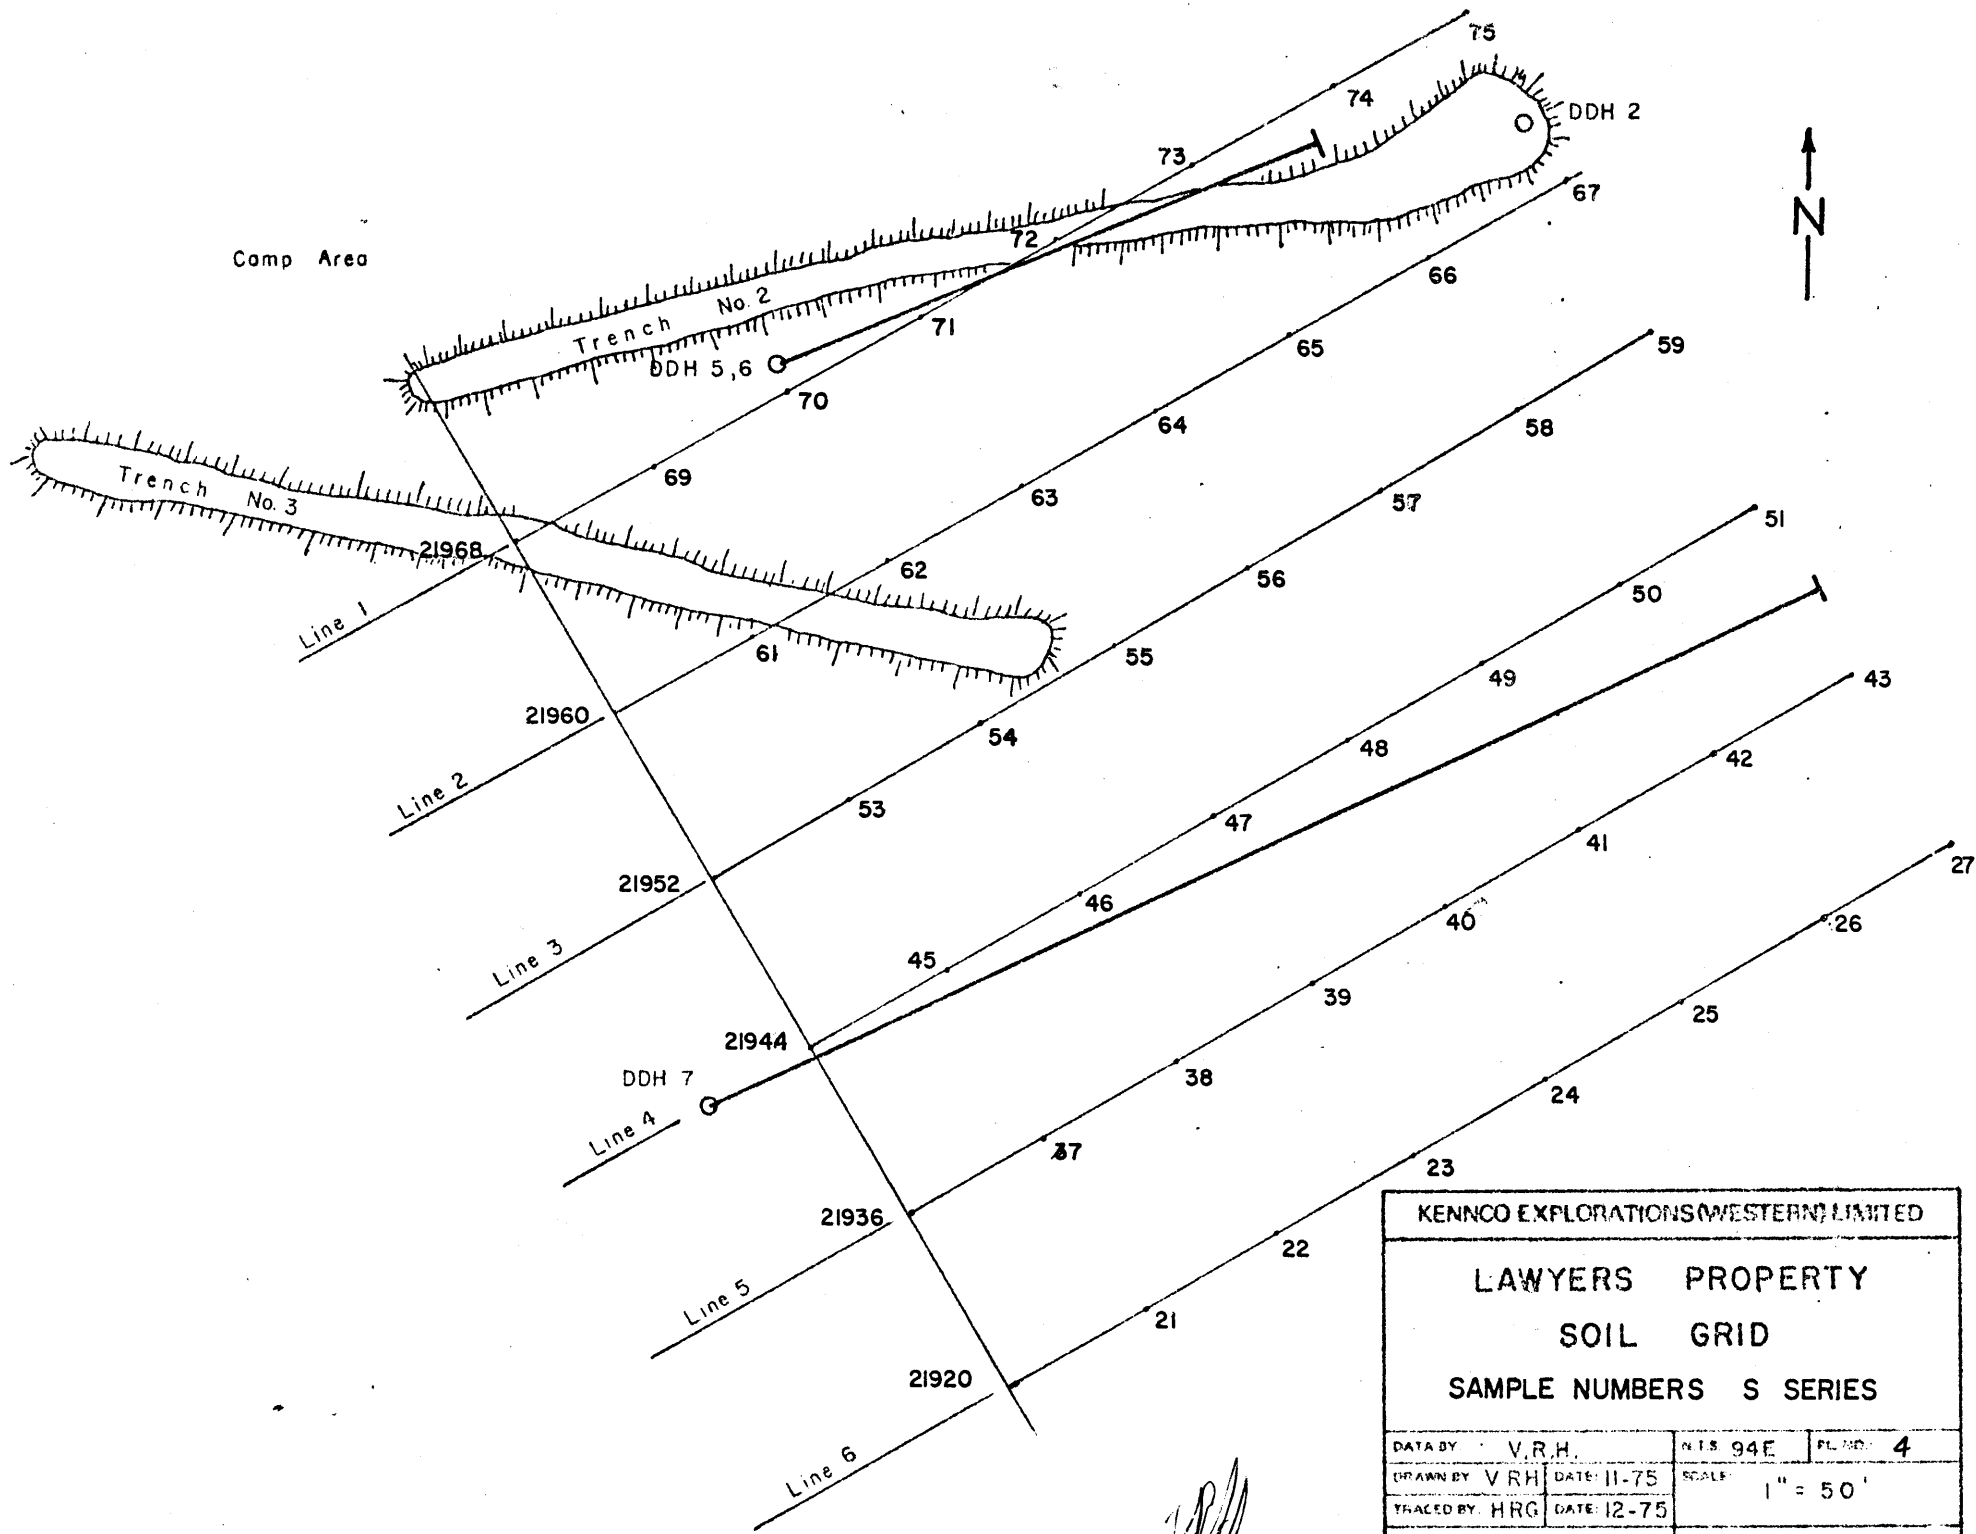 75
74
DDH 2
73
67
N
72
66
Camp Area
Trench No. 2
71
65
59
DDH 5,6
70
64
58
Trench No. 3
69
63
57
51
21968
62
56
50
Line 1
61
55
49
43
21960
54
48
42
Line 2
53
47
41
21952
46
40
27
26
Line 3
45
39
25
21944
38
24
DDH 7
Line 4
37
23
21936
22
Line 5
21
21920
Line 6
KENNCO EXPLORATIONS (WESTERN) LIMITED
LAWYERS PROPERTY
SOIL GRID
SAMPLE NUMBERS S SERIES
DATA BY: V.R.H. N.T.S. 94E PL. NO. 4
DRAWN BY VRH DATE: 11-75 SCALE: 1" = 50'
TRACED BY: HRG DATE: 12-75